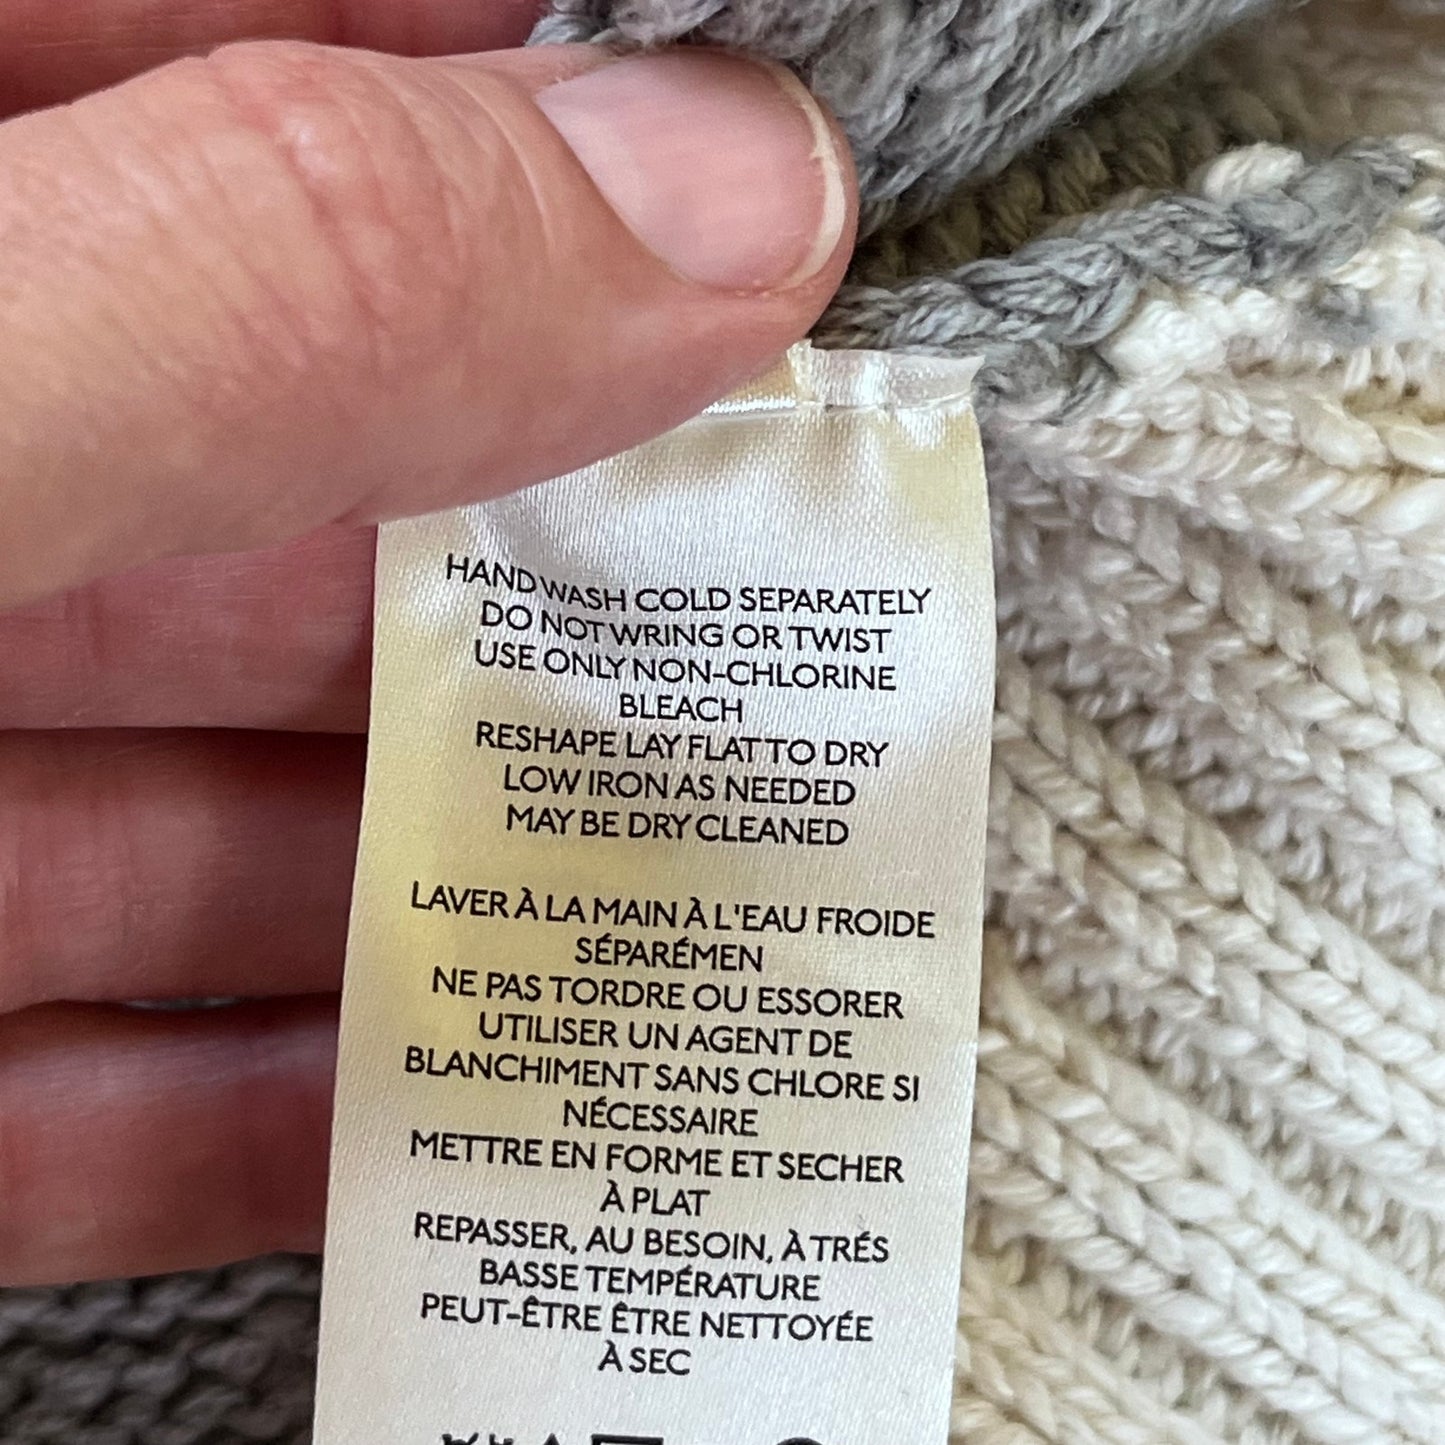 HAND WASH COLD SEPARATELY
DO NOT WRING OR TWIST
USE ONLY NON-CHLORINE
BLEACH
RESHAPE LAY FLAT TO DRY
LOW IRON AS NEEDED
MAY BE DRY CLEANED
LAVER À LA MAIN À L'EAU FROIDE
SÉPARÉMEN
NE PAS TORDRE OU ESSORER
UTILISER UN AGENT DE
BLANCHIMENT SANS CHLORE SI
NÉCESSAIRE
METTRE EN FORME ET SECHER
À PLAT
REPASSER, AU BESOIN, À TRÉS
BASSE TEMPÉRATURE
PEUT-ÊTRE ÊTRE NETTOYÉE
À SEC